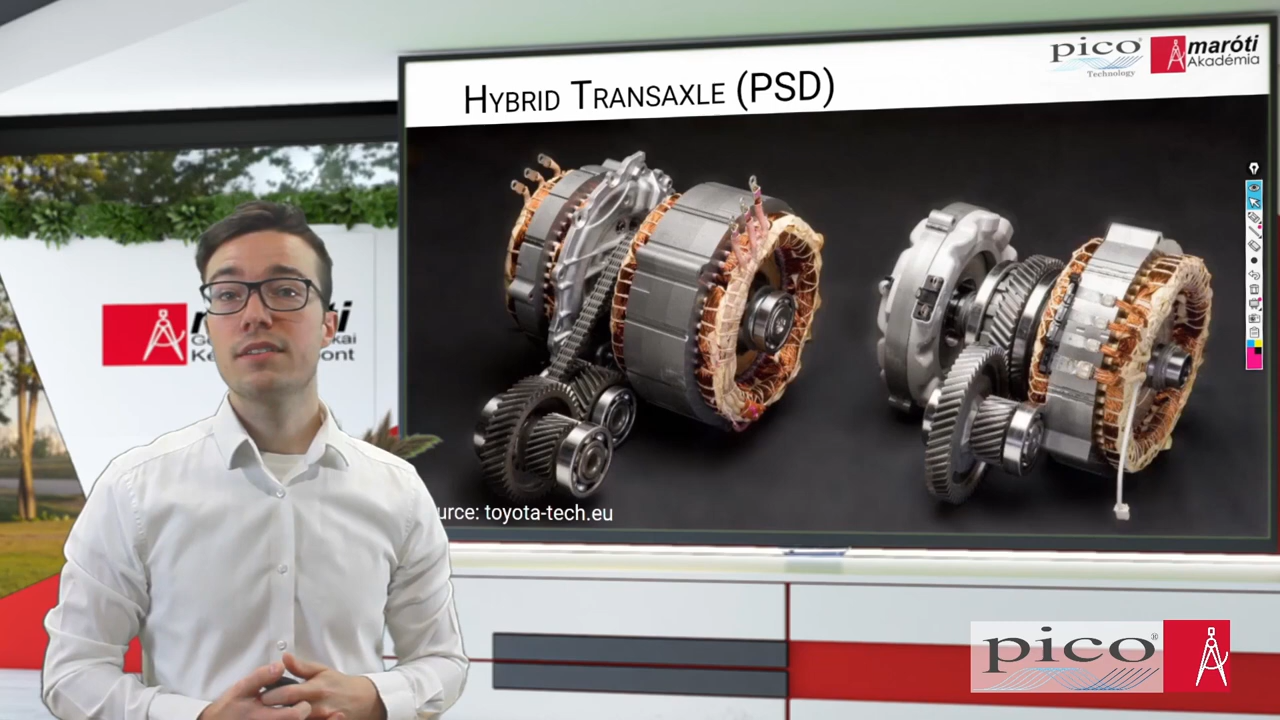 HYBRID TRANSAXLE (PSD)
pico
Technology
maróti
Akadémia
urce: toyota-tech.eu
pico